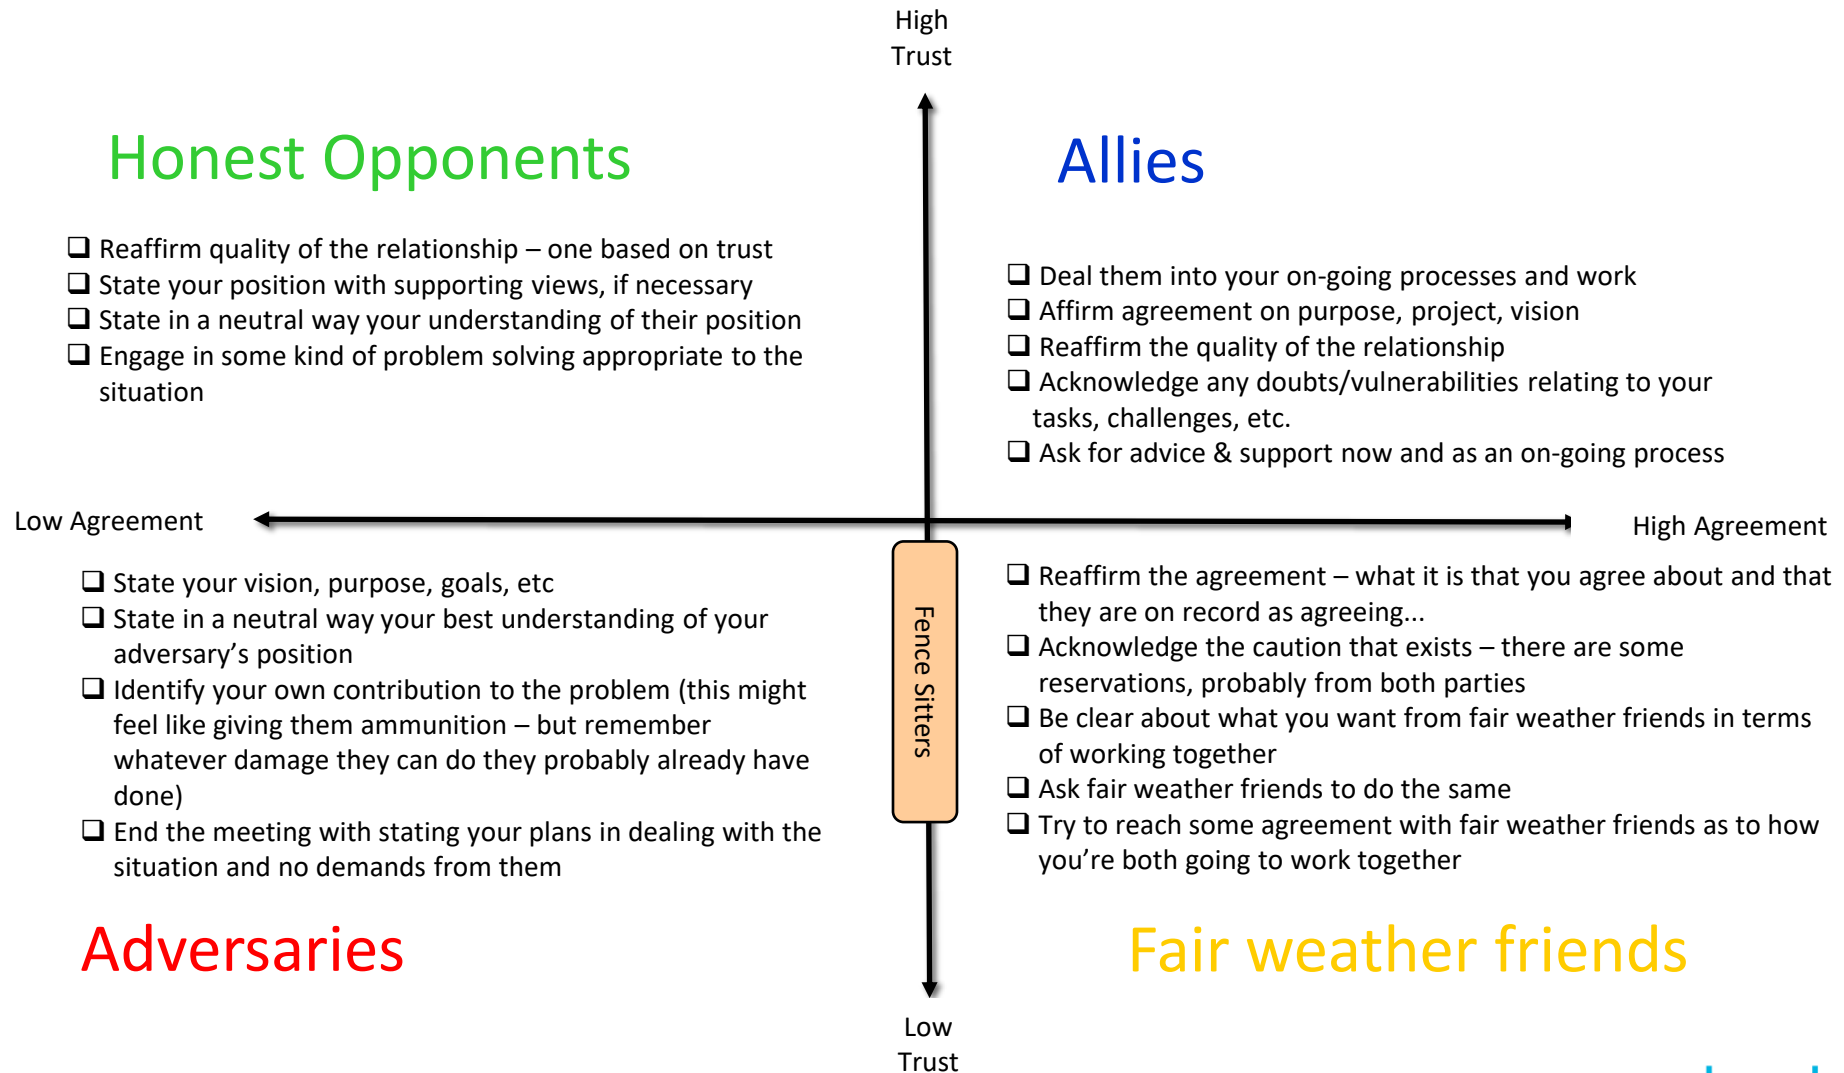 High
Trust
Honest Opponents
❑ Reaffirm quality of the relationship – one based on trust
❑ State your position with supporting views, if necessary
❑ State in a neutral way your understanding of their position
❑ Engage in some kind of problem solving appropriate to the
situation
Allies
❑ Deal them into your on-going processes and work
❑ Affirm agreement on purpose, project, vision
❑ Reaffirm the quality of the relationship
❑ Acknowledge any doubts/vulnerabilities relating to your
tasks, challenges, etc.
❑ Ask for advice & support now and as an on-going process
Low Agreement
High Agreement
❑ State your vision, purpose, goals, etc
❑ State in a neutral way your best understanding of your
adversary’s position
❑ Identify your own contribution to the problem (this might
feel like giving them ammunition – but remember
whatever damage they can do they probably already have
done)
❑ End the meeting with stating your plans in dealing with the
situation and no demands from them
Adversaries
Fence Sitters
❑ Reaffirm the agreement – what it is that you agree about and that
they are on record as agreeing...
❑ Acknowledge the caution that exists – there are some
reservations, probably from both parties
❑ Be clear about what you want from fair weather friends in terms
of working together
❑ Ask fair weather friends to do the same
❑ Try to reach some agreement with fair weather friends as to how
you’re both going to work together
Fair weather friends
Low
Trust